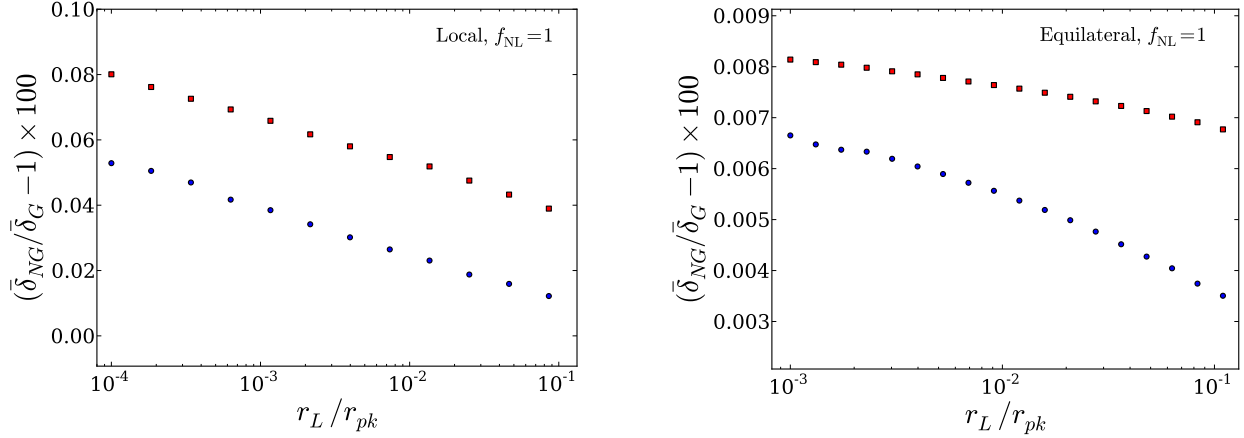 Local, f_NL=1
(δ̄_NG/δ̄_G −1)×100
0.10
0.08
0.06
0.04
0.02
0.00
10^-4 10^-3 10^-2 10^-1
r_L/r_pk
Equilateral, f_NL=1
(δ̄_NG/δ̄_G −1)×100
0.009
0.008
0.007
0.006
0.005
0.004
0.003
10^-3 10^-2 10^-1
r_L/r_pk